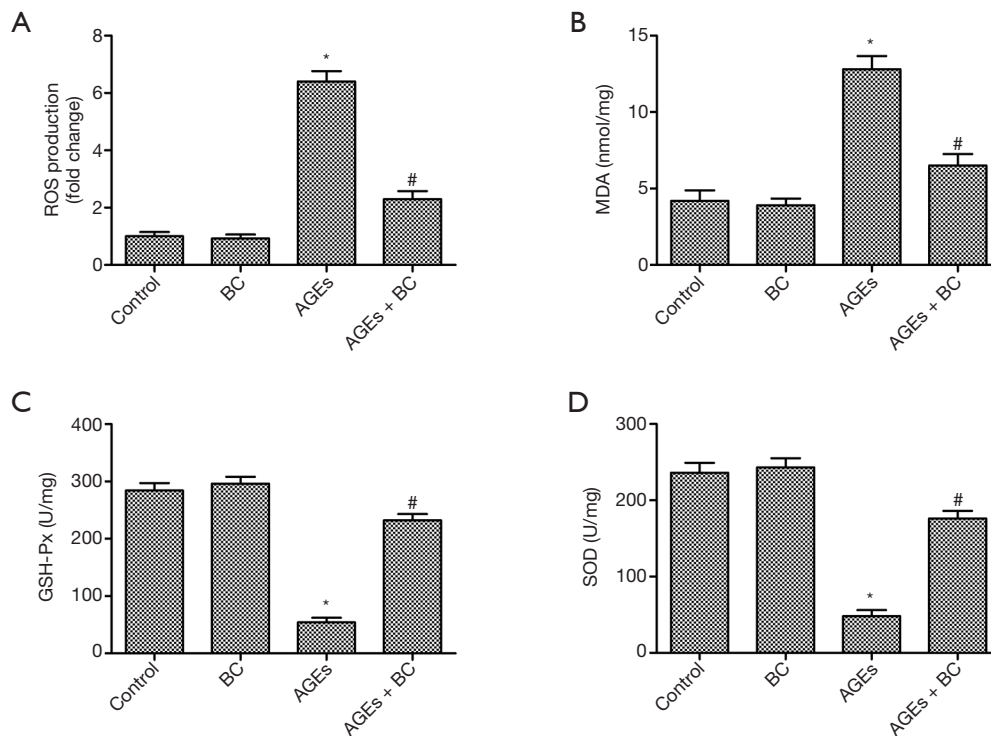 A
ROS production
(fold change)
8
6
4
2
0
*
#
Control
BC
AGEs
AGEs + BC
B
MDA (nmol/mg)
15
10
5
0
*
#
Control
BC
AGEs
AGEs + BC
C
GSH-Px (U/mg)
400
300
200
100
0
*
#
Control
BC
AGEs
AGEs + BC
D
SOD (U/mg)
300
200
100
0
*
#
Control
BC
AGEs
AGEs + BC